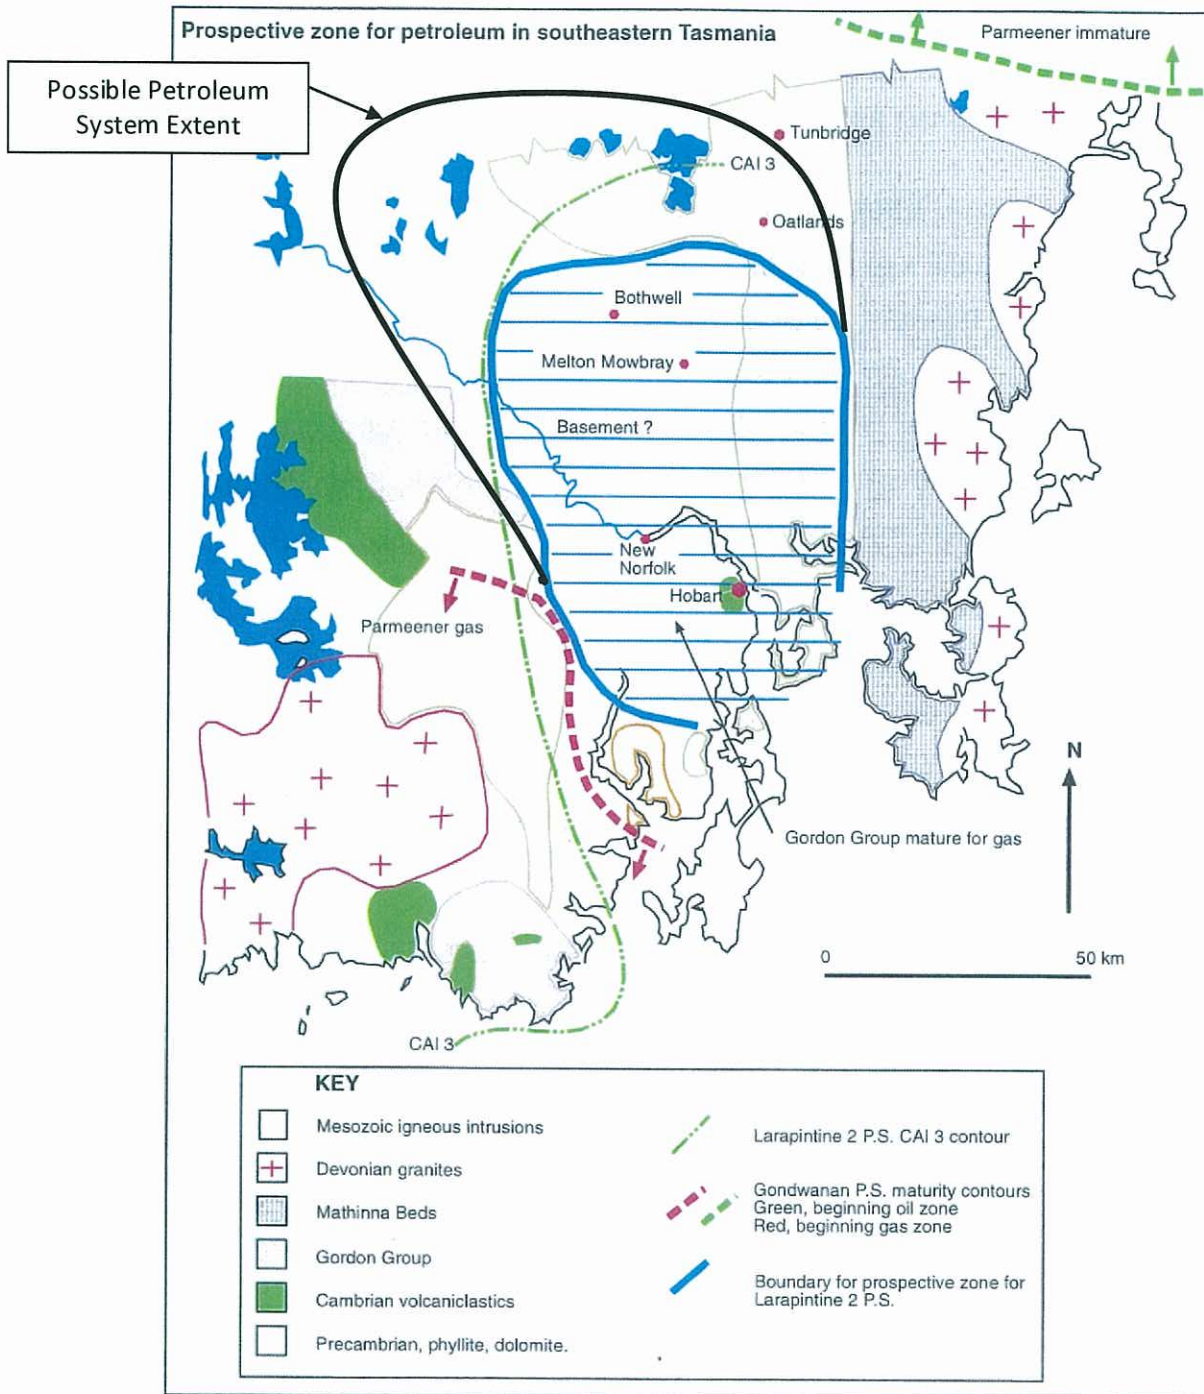 Prospective zone for petroleum in southeastern Tasmania
Parmeener immature
Possible Petroleum
System Extent
Tunbridge
CAI 3
Oatlands
Bothwell
Melton Mowbray
Basement ?
New
Norfolk
Hobart
Parmeener gas
N
Gordon Group mature for gas
0
50 km
CAI 3
KEY
Mesozoic igneous intrusions
Devonian granites
Mathinna Beds
Gordon Group
Cambrian volcaniclastics
Precambrian, phyllite, dolomite.
Larapintine 2 P.S. CAI 3 contour
Gondwanan P.S. maturity contours
Green, beginning oil zone
Red, beginning gas zone
Boundary for prospective zone for
Larapintine 2 P.S.